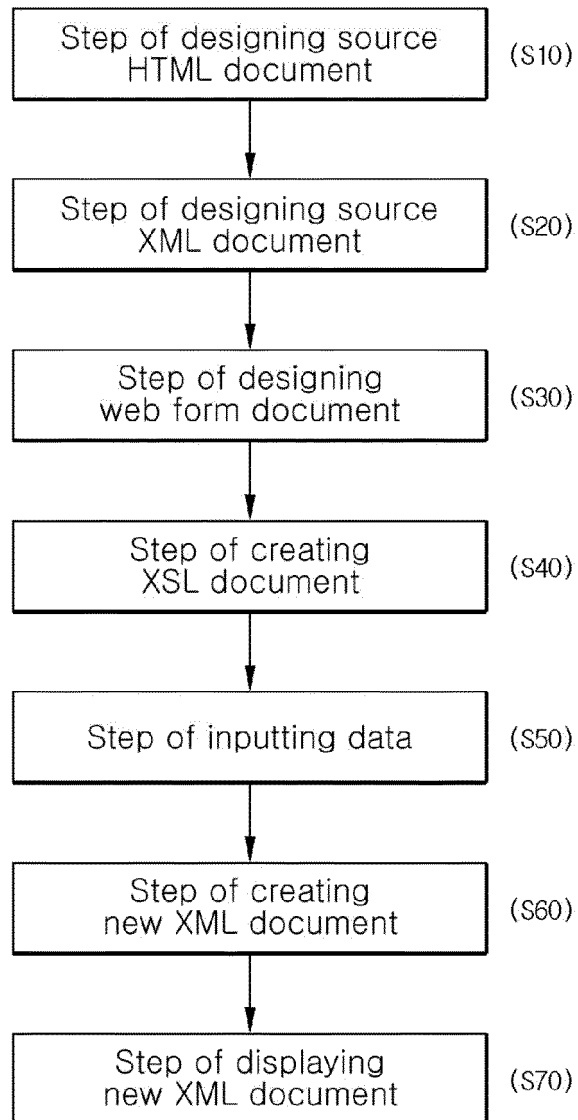 Step of designing source
HTML document
(S10)
Step of designing source
XML document
(S20)
Step of designing
web form document
(S30)
Step of creating
XSL document
(S40)
Step of inputting data
(S50)
Step of creating
new XML document
(S60)
Step of displaying
new XML document
(S70)